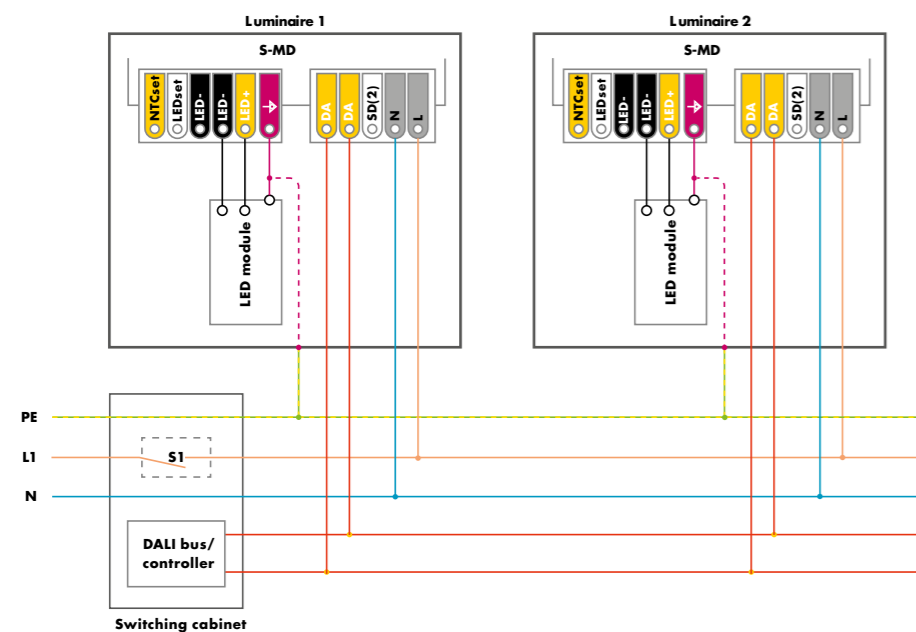 Luminaire 1
S-MD
NTCset
LEDset
LED-
LED-
LED+
DA
DA
SD(2)
N
L
LED module
Luminaire 2
S-MD
NTCset
LEDset
LED-
LED-
LED+
DA
DA
SD(2)
N
L
LED module
PE
L1
S1
N
DALI bus/
controller
Switching cabinet